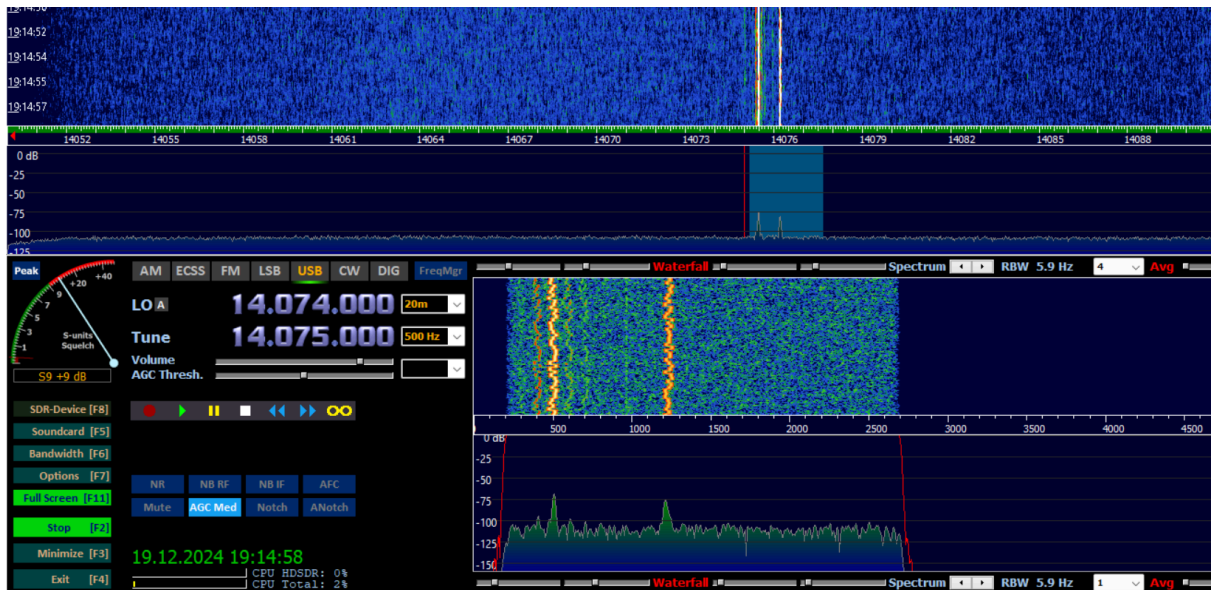 19:14:50
19:14:52
19:14:54
19:14:55
19:14:57
14052 14055 14058 14061 14064 14067 14070 14073 14076 14079 14082 14085 14088
0 dB
-25
-50
-75
-100
-125
Peak
+20 +40
9
7
5
3
1
S-units
Squelch
S9 +9 dB
AM ECSS FM LSB USB CW DIG FreqMgr
LO A 14.074.000 20m
Tune 14.075.000 500 Hz
Volume
AGC Thresh.
SDR-Device [F8]
Soundcard [F5]
Bandwidth [F6]
Options [F7]
Full Screen [F11]
Stop [F2]
Minimize [F3]
Exit [F4]
NR NB RF NB IF AFC
Mute AGC Med Notch ANotch
19.12.2024 19:14:58
CPU HDSDR: 0%
CPU Total: 2%
Waterfall Spectrum RBW 5.9 Hz 4 Avg
500 1000 1500 2000 2500 3000 3500 4000 4500
0 dB
-25
-50
-75
-100
-125
-150
Waterfall Spectrum RBW 5.9 Hz 1 Avg